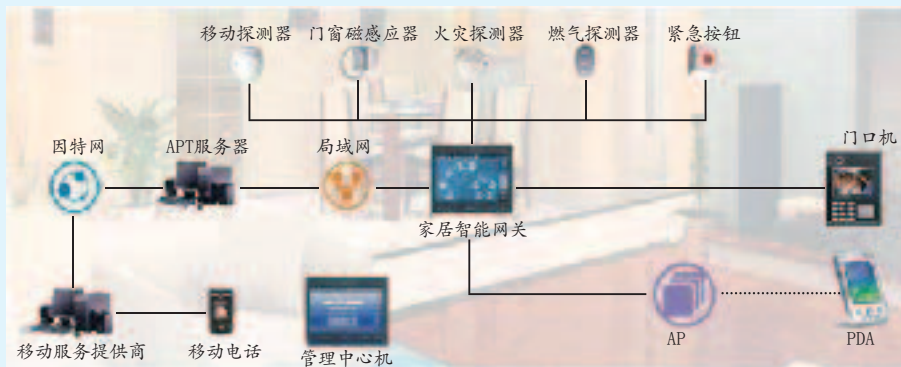 移动探测器 门窗磁感应器 火灾探测器 燃气探测器 紧急按钮
因特网 APT服务器 局域网 门口机
家居智能网关
移动服务提供商 移动电话 管理中心机 AP PDA